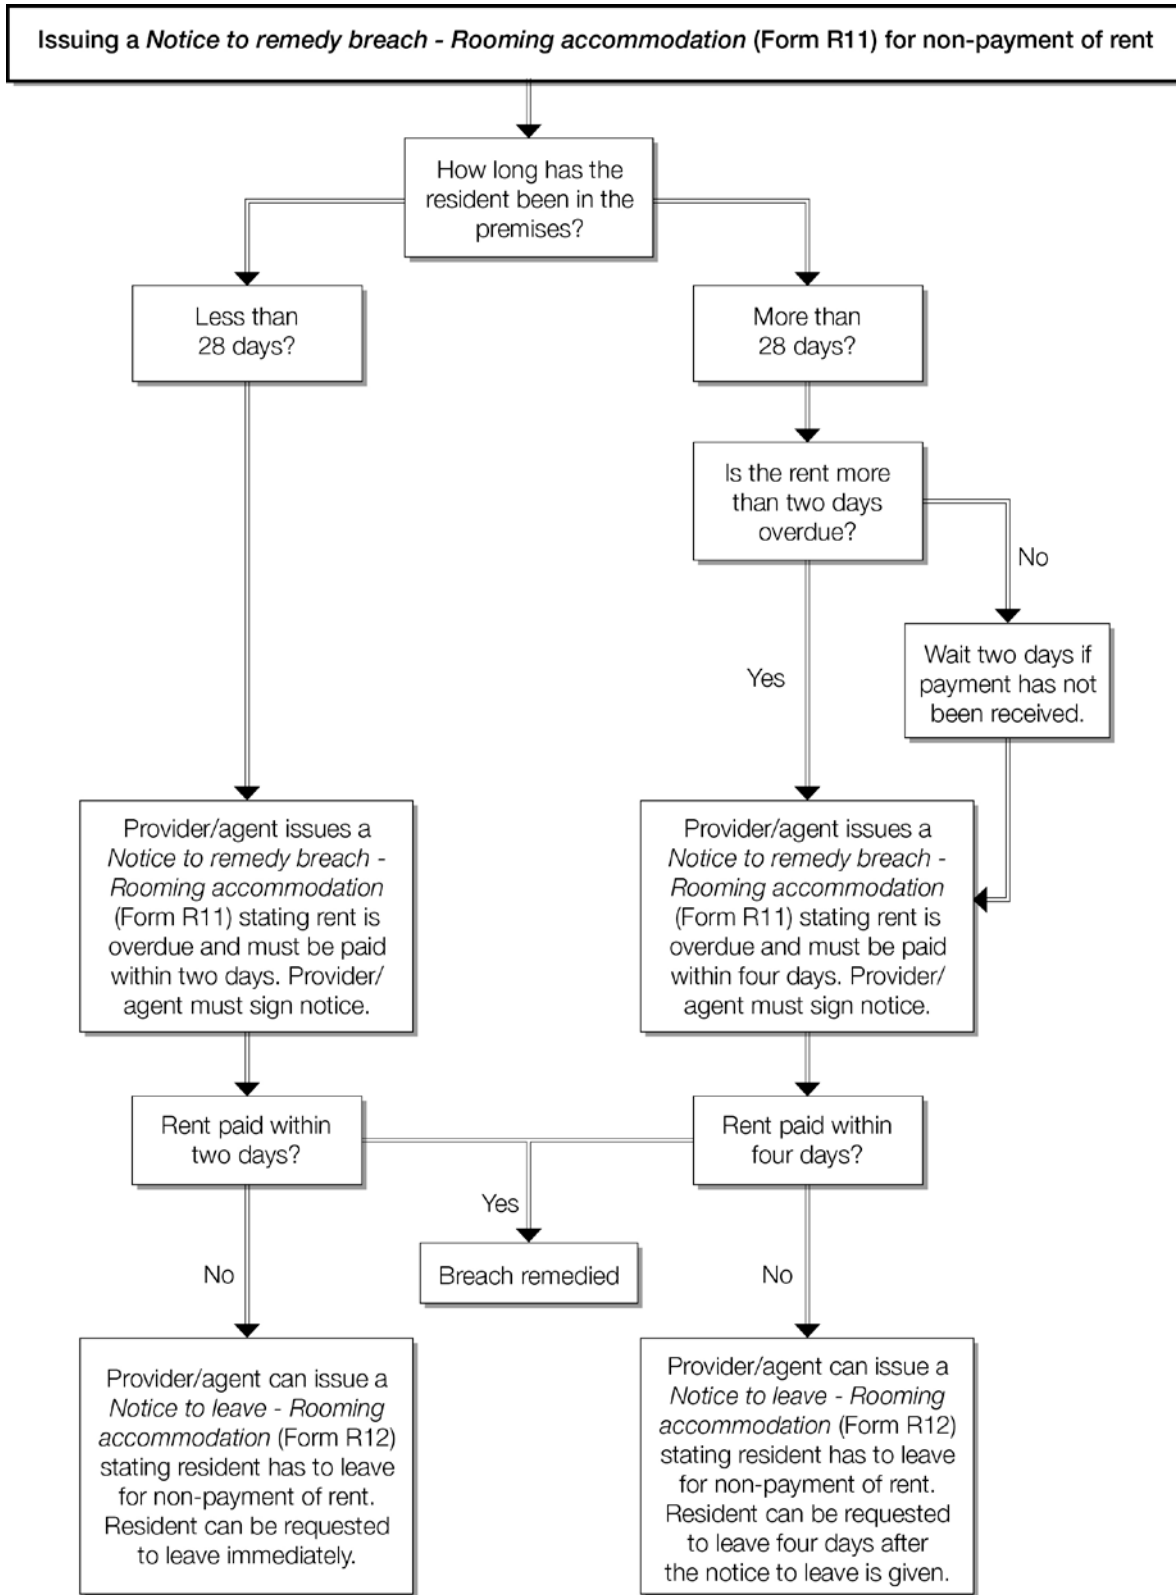 Issuing a Notice to remedy breach - Rooming accommodation (Form R11) for non-payment of rent
How long has the
resident been in the
premises?
Less than
28 days?
More than
28 days?
Is the rent more
than two days
overdue?
No
Wait two days if
payment has not
been received.
Yes
Provider/agent issues a
Notice to remedy breach -
Rooming accommodation
(Form R11) stating rent is
overdue and must be paid
within two days. Provider/
agent must sign notice.
Provider/agent issues a
Notice to remedy breach -
Rooming accommodation
(Form R11) stating rent is
overdue and must be paid
within four days. Provider/
agent must sign notice.
Rent paid within
two days?
Rent paid within
four days?
Yes
Breach remedied
No
No
Provider/agent can issue a
Notice to leave - Rooming
accommodation (Form R12)
stating resident has to leave
for non-payment of rent.
Resident can be requested
to leave immediately.
Provider/agent can issue a
Notice to leave - Rooming
accommodation (Form R12)
stating resident has to leave
for non-payment of rent.
Resident can be requested
to leave four days after
the notice to leave is given.